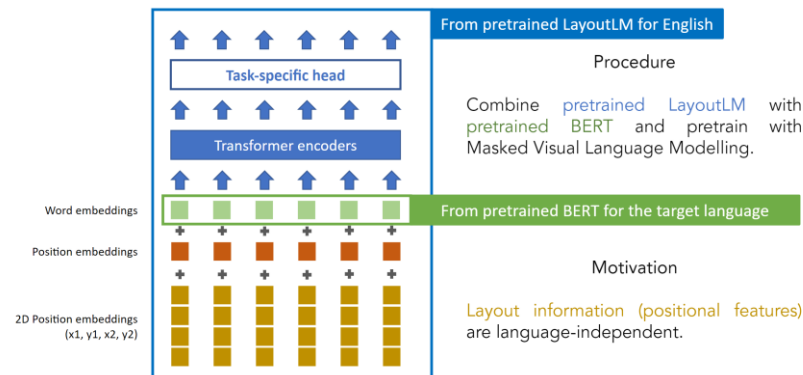 From pretrained LayoutLM for English
Task-specific head
Transformer encoders
Word embeddings
Position embeddings
2D Position embeddings
(x1, y1, x2, y2)
From pretrained BERT for the target language
Procedure
Combine pretrained LayoutLM with
pretrained BERT and pretrain with
Masked Visual Language Modelling.
Motivation
Layout information (positional features)
are language-independent.